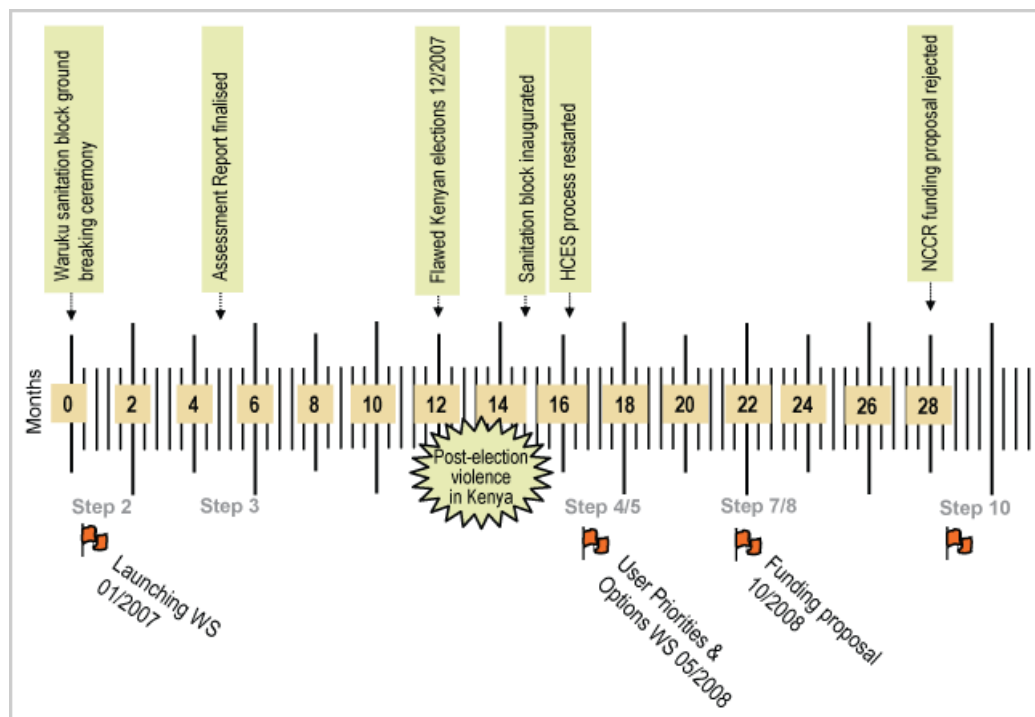 Waruku sanitation block ground
breaking ceremony
Assessment Report finalised
Flawed Kenyan elections 12/2007
Sanitation block inaugurated
HCES process restarted
NCCR funding proposal rejected
Months
0
2
4
6
8
10
12
14
16
18
20
22
24
26
28
Post-election
violence
in Kenya
Step 2
Step 3
Step 4/5
Step 7/8
Step 10
Launching WS
01/2007
User Priorities &
Options WS 05/2008
Funding proposal
10/2008